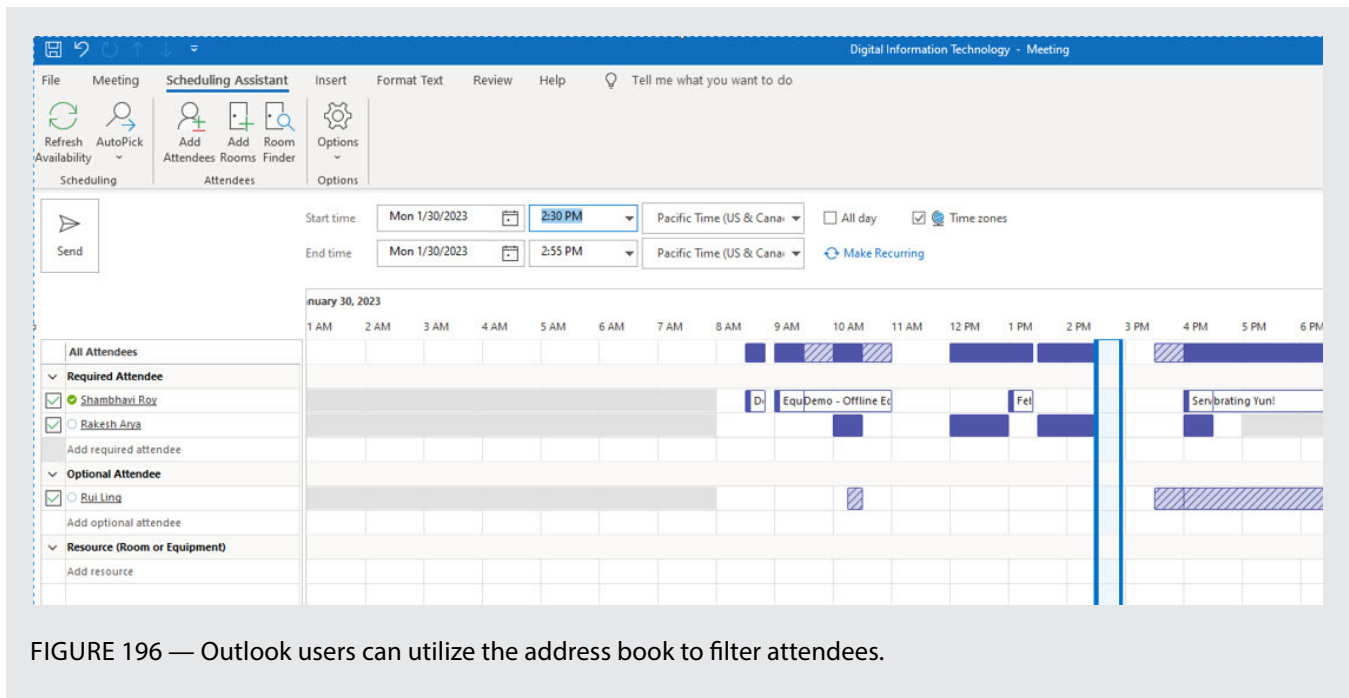 Digital Information Technology - Meeting
File Meeting Scheduling Assistant Insert Format Text Review Help Tell me what you want to do
Refresh Availability AutoPick Add Attendees Add Rooms Room Finder Options
Scheduling Attendees Options
Send
Start time Mon 1/30/2023 2:30 PM Pacific Time (US & Cana All day Time zones
End time Mon 1/30/2023 2:55 PM Pacific Time (US & Cana Make Recurring
nuary 30, 2023
1 AM 2 AM 3 AM 4 AM 5 AM 6 AM 7 AM 8 AM 9 AM 10 AM 11 AM 12 PM 1 PM 2 PM 3 PM 4 PM 5 PM 6 PM
All Attendees
Required Attendee
Shambhavi Roy Equ Demo - Offline Ec Fel Serv brating Yun!
Rakesh Arya
Add required attendee
Optional Attendee
Rui Ling
Add optional attendee
Resource (Room or Equipment)
Add resource
FIGURE 196 — Outlook users can utilize the address book to filter attendees.